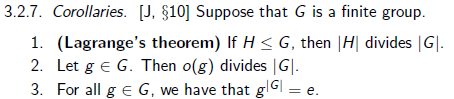 3.2.7. Corollaries. [J, §10] Suppose that G is a finite group.
1. (Lagrange's theorem) If H ≤ G, then |H| divides |G|.
2. Let g ∈ G. Then o(g) divides |G|.
3. For all g ∈ G, we have that g^{|G|} = e.